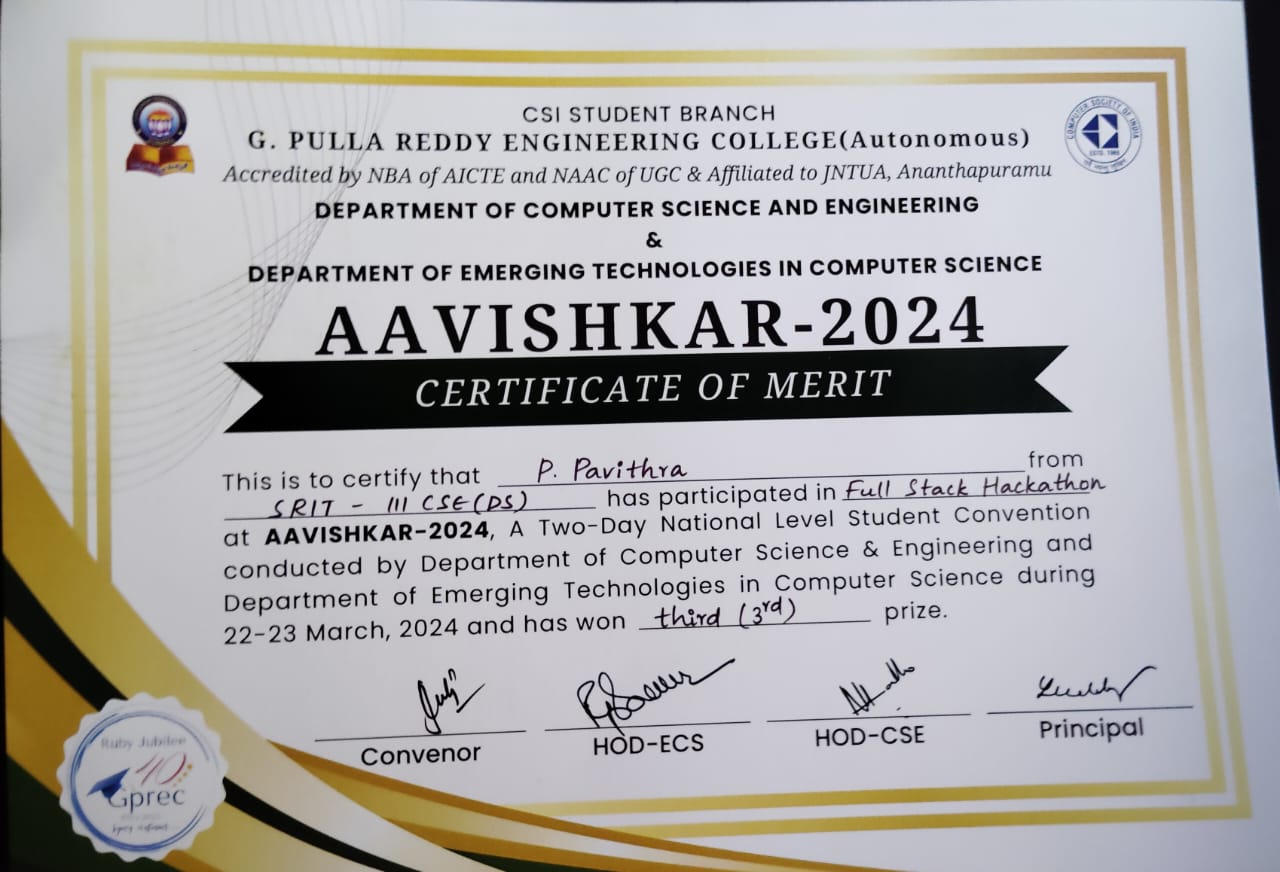 CSI STUDENT BRANCH
G. PULLA REDDY ENGINEERING COLLEGE(Autonomous)
Accredited by NBA of AICTE and NAAC of UGC & Affiliated to JNTUA, Ananthapuramu
DEPARTMENT OF COMPUTER SCIENCE AND ENGINEERING
&
DEPARTMENT OF EMERGING TECHNOLOGIES IN COMPUTER SCIENCE
COMPUTER SOCIETY OF INDIA
ESTD. 1965
AAVISHKAR-2024
CERTIFICATE OF MERIT
This is to certify that P. Pavithra from
SRIT - III CSE(DS) has participated in Full Stack Hackathon
at AAVISHKAR-2024, A Two-Day National Level Student Convention
conducted by Department of Computer Science & Engineering and
Department of Emerging Technologies in Computer Science during
22-23 March, 2024 and has won third (3rd) prize.
Convenor HOD-ECS HOD-CSE Principal
Ruby Jubilee
40
Gprec